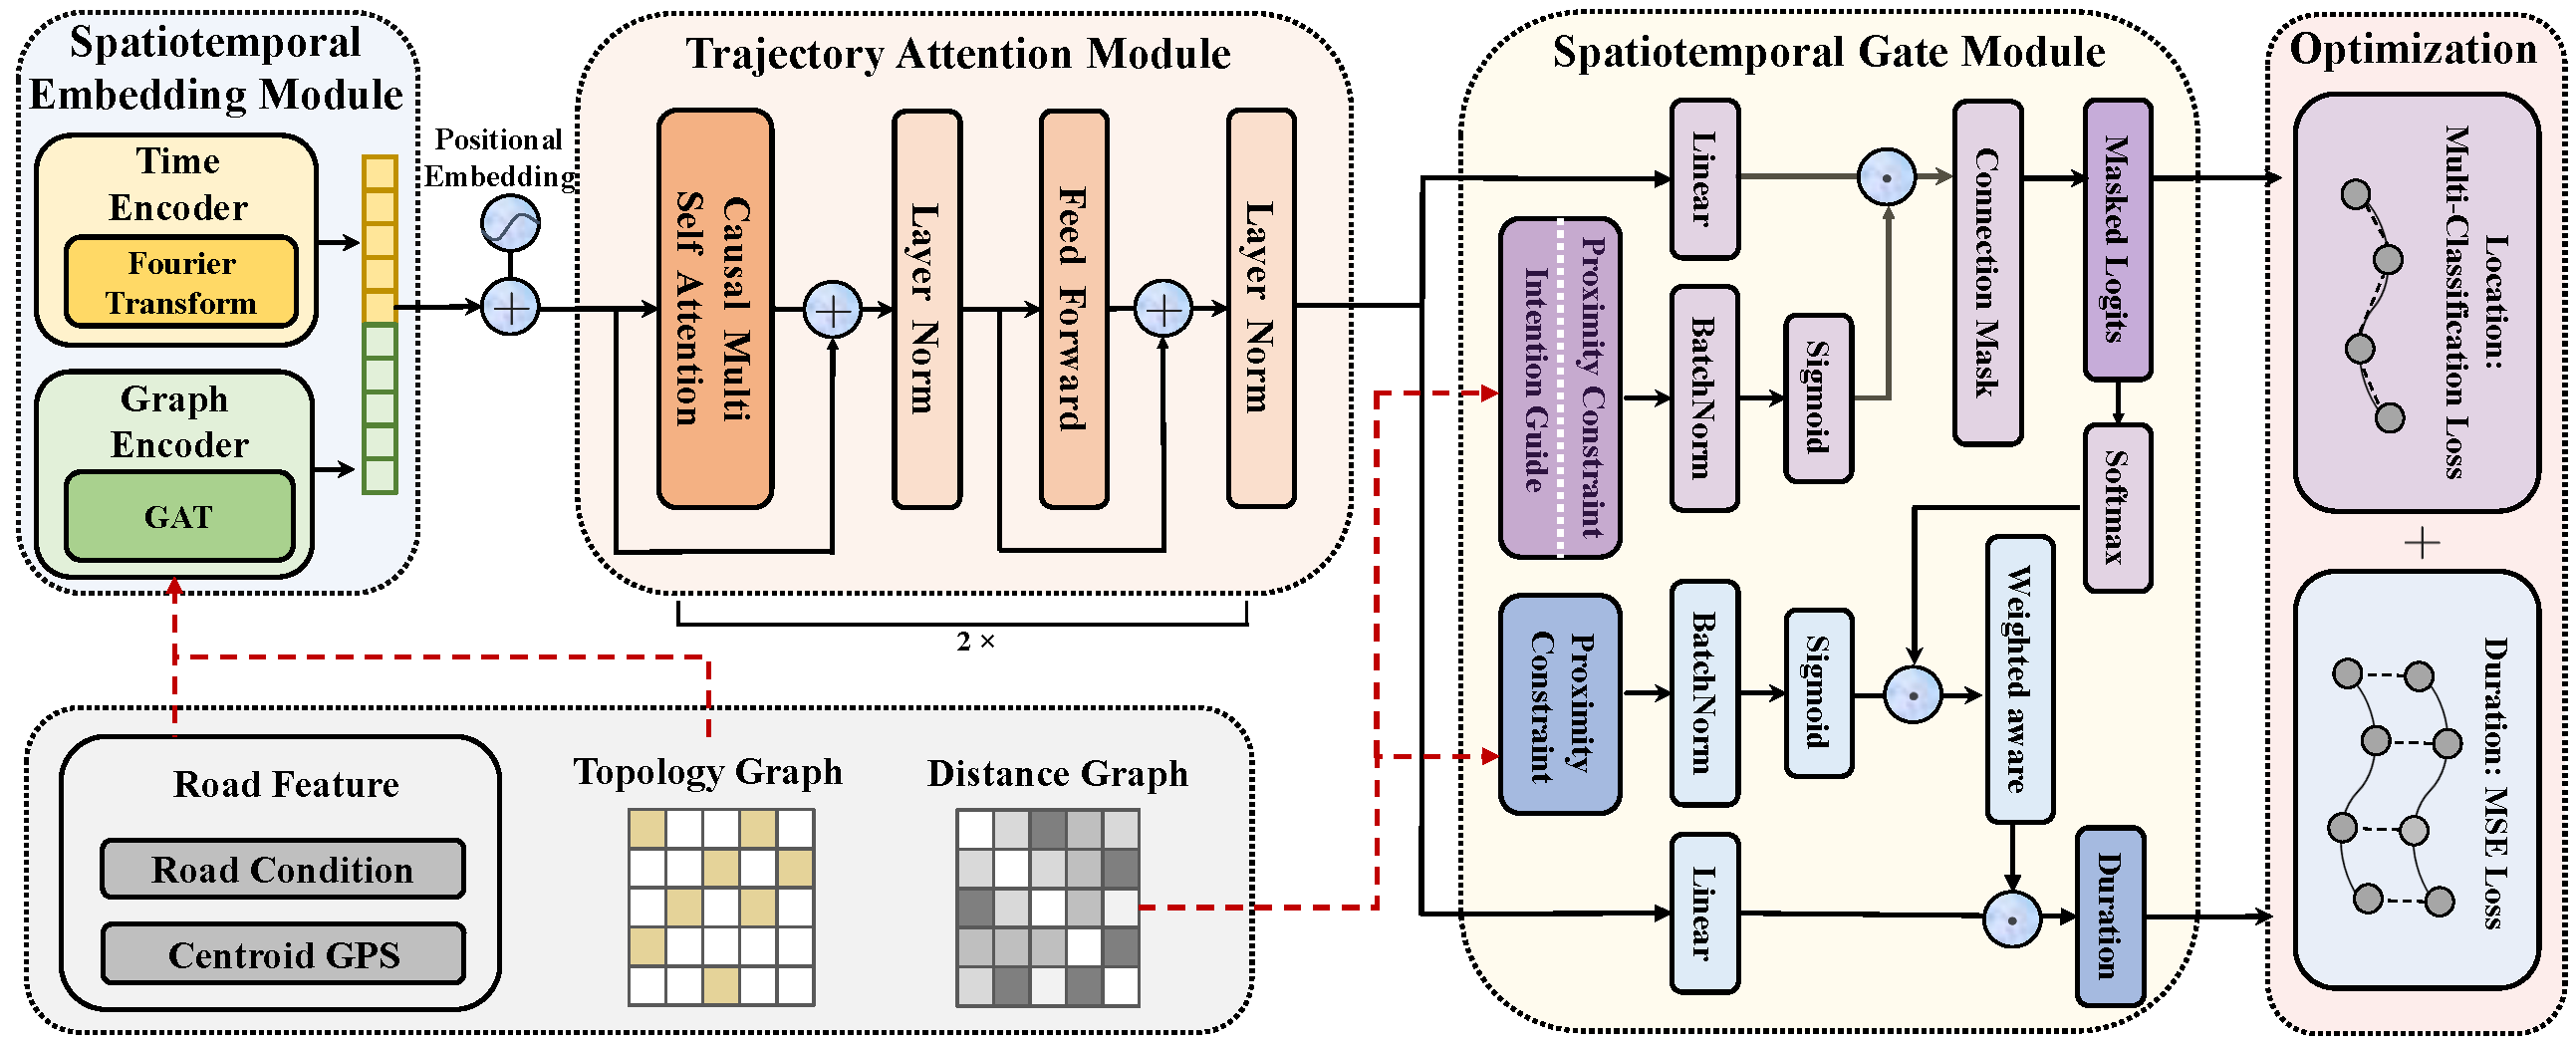 Spatiotemporal
Embedding Module
Time
Encoder
Fourier
Transform
Graph
Encoder
GAT
Positional
Embedding
Trajectory Attention Module
Causal Multi
Self Attention
Layer Norm
Feed Forward
Layer Norm
2 ×
Road Feature
Road Condition
Centroid GPS
Topology Graph
Distance Graph
Spatiotemporal Gate Module
Linear
Proximity Constraint
Intention Guide
BatchNorm
Sigmoid
Connection Mask
Masked Logits
Softmax
Proximity
Constraint
BatchNorm
Sigmoid
Weighted aware
Linear
Duration
Optimization
Location:
Multi-Classification Loss
+
Duration: MSE Loss